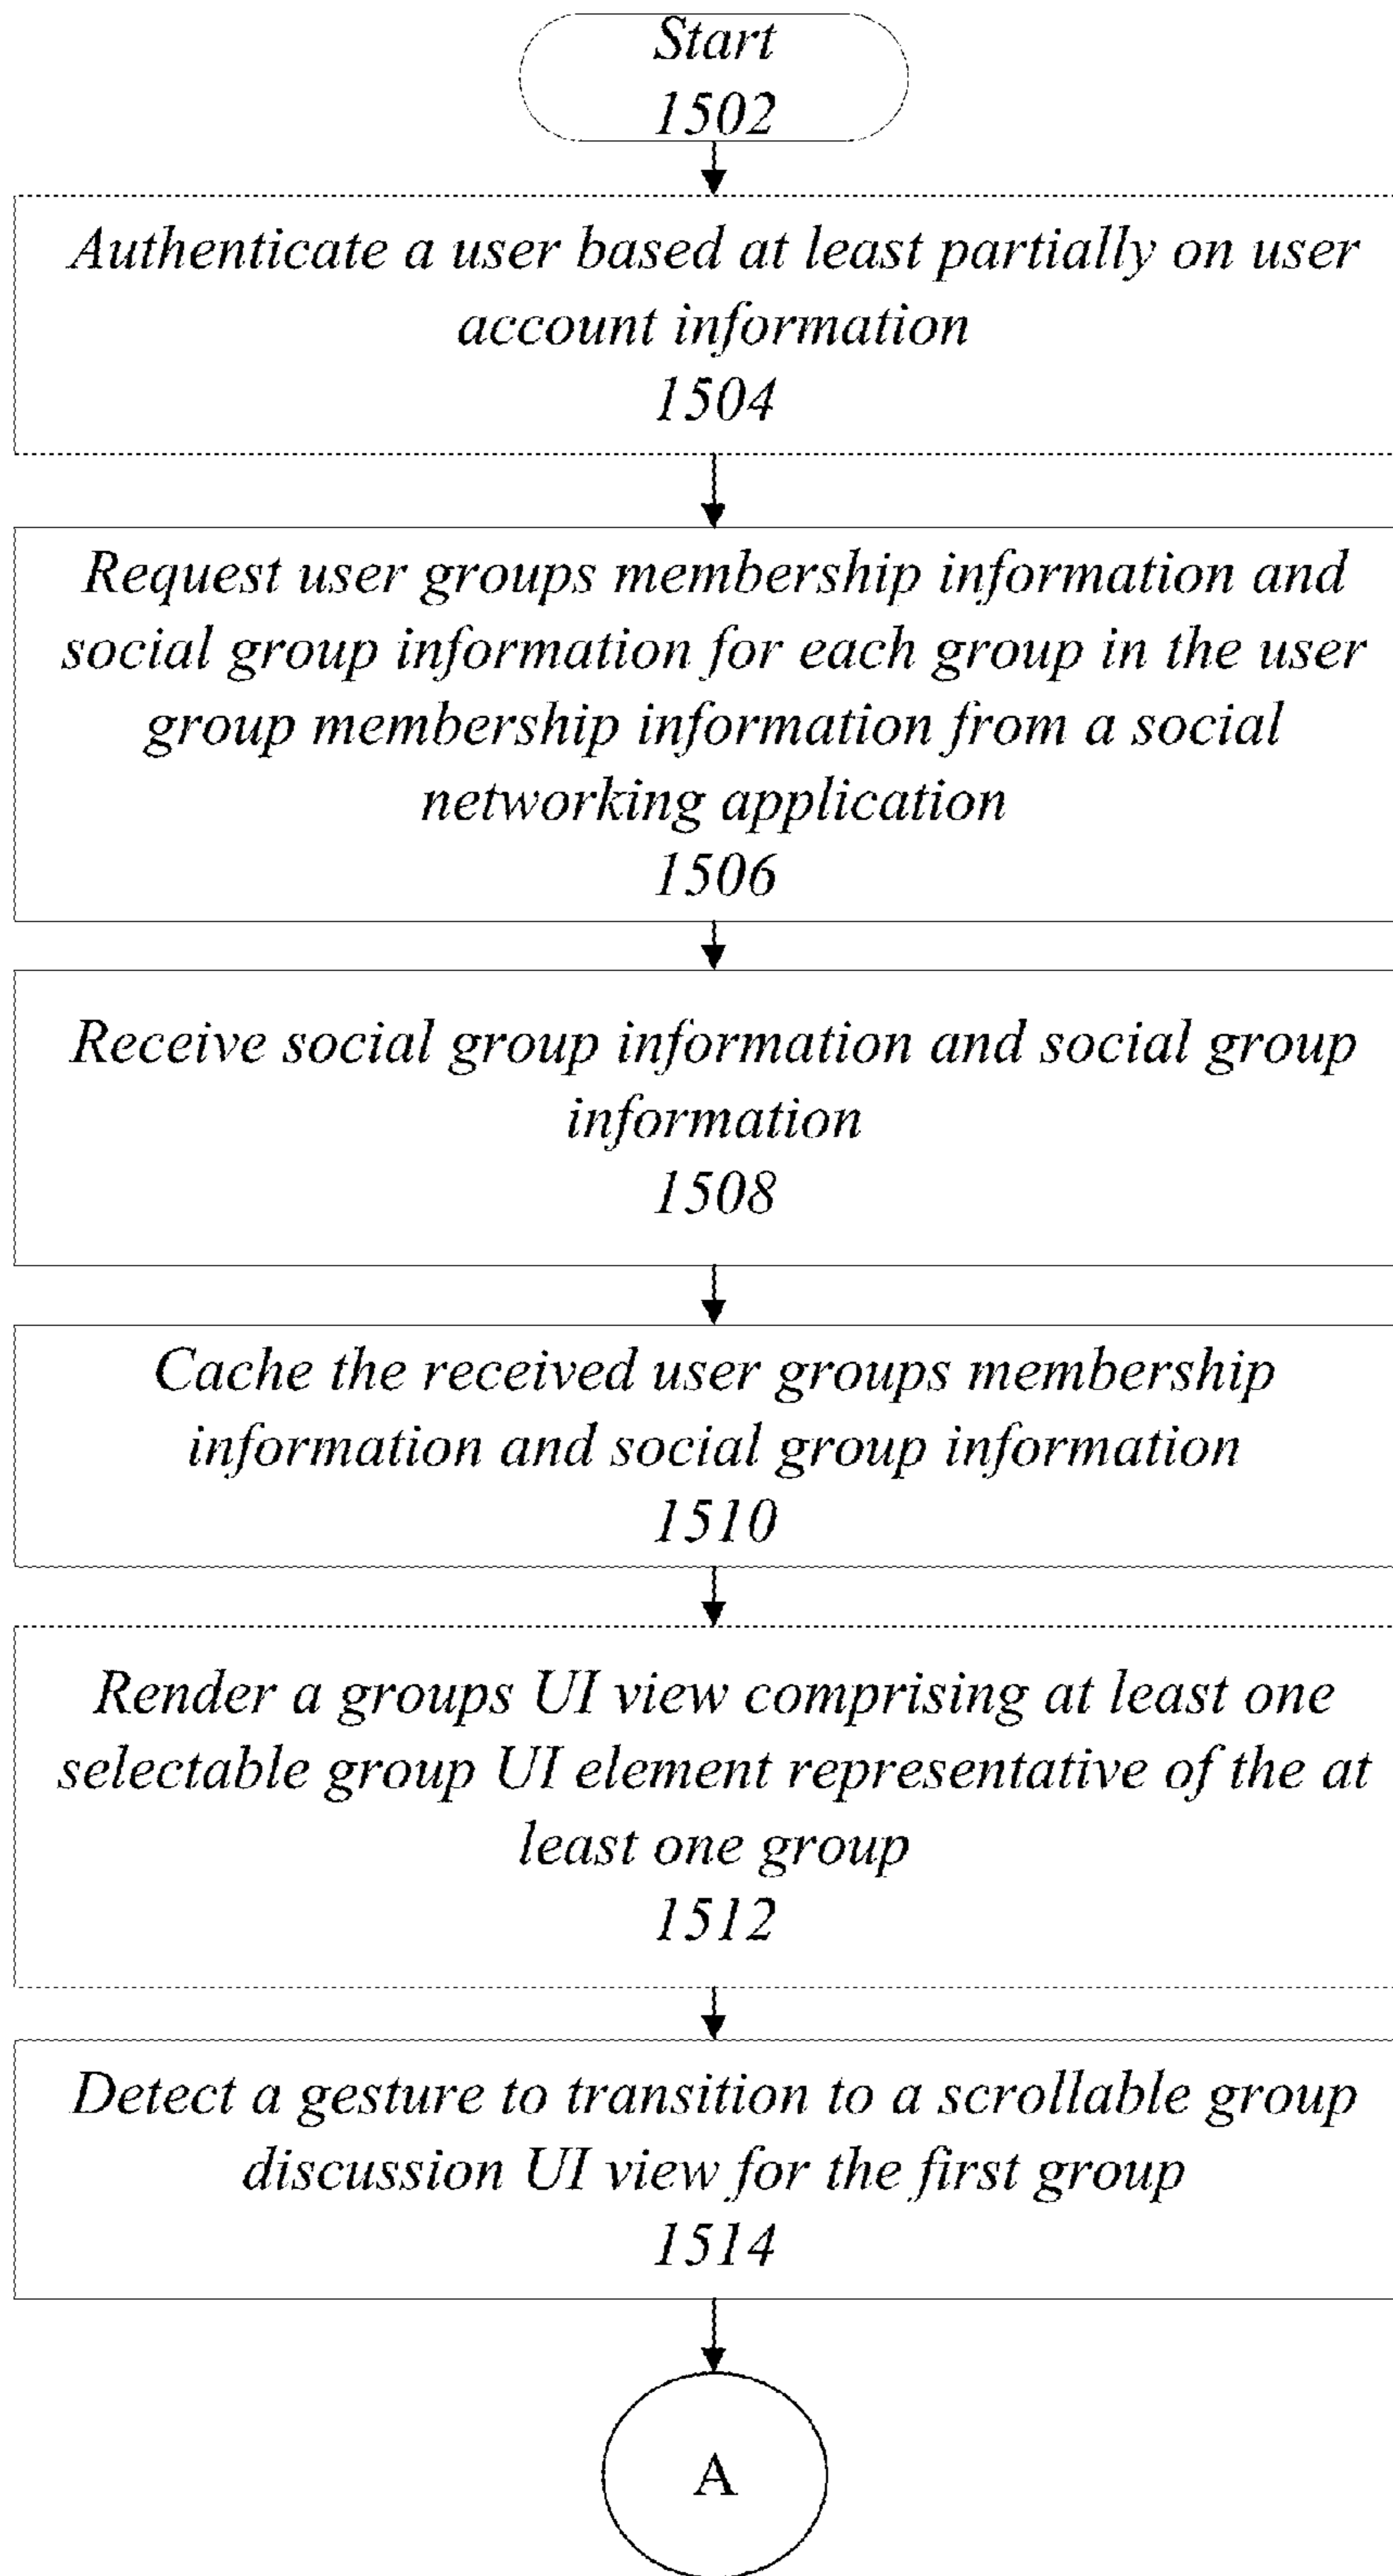 Start
1502
Authenticate a user based at least partially on user
account information
1504
Request user groups membership information and
social group information for each group in the user
group membership information from a social
networking application
1506
Receive social group information and social group
information
1508
Cache the received user groups membership
information and social group information
1510
Render a groups UI view comprising at least one
selectable group UI element representative of the at
least one group
1512
Detect a gesture to transition to a scrollable group
discussion UI view for the first group
1514
A